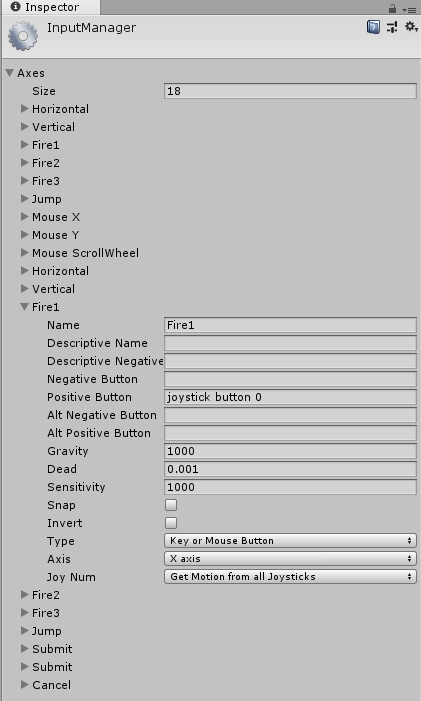 Inspector
InputManager
Axes
Size 18
Horizontal
Vertical
Fire1
Fire2
Fire3
Jump
Mouse X
Mouse Y
Mouse ScrollWheel
Horizontal
Vertical
Fire1
Name Fire1
Descriptive Name
Descriptive Negative
Negative Button
Positive Button joystick button 0
Alt Negative Button
Alt Positive Button
Gravity 1000
Dead 0.001
Sensitivity 1000
Snap
Invert
Type Key or Mouse Button
Axis X axis
Joy Num Get Motion from all Joysticks
Fire2
Fire3
Jump
Submit
Submit
Cancel